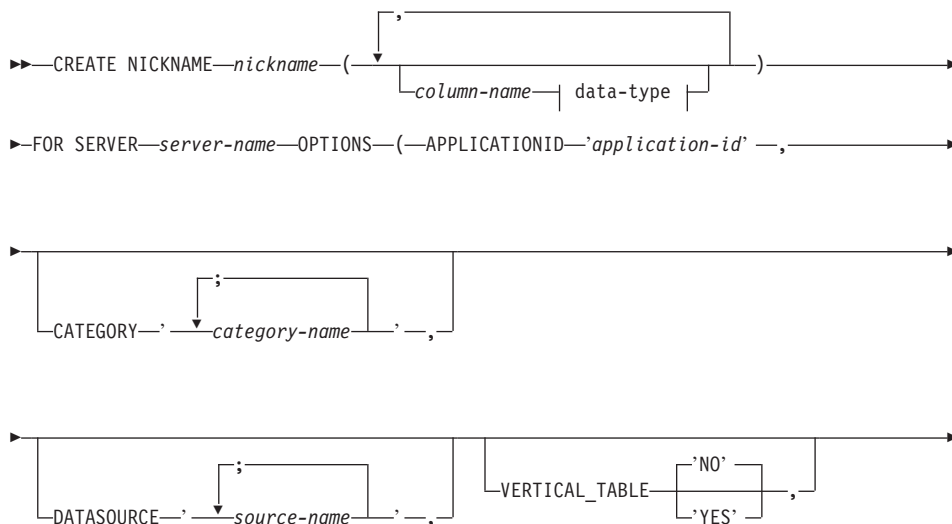 ,
CREATE NICKNAME nickname ( )
column-name data-type
FOR SERVER server-name OPTIONS ( APPLICATIONID ’application-id’ ,
;
CATEGORY ’ category-name ’ ,
; ’NO’
VERTICAL_TABLE ,
DATASOURCE ’ source-name ’ , ’YES’